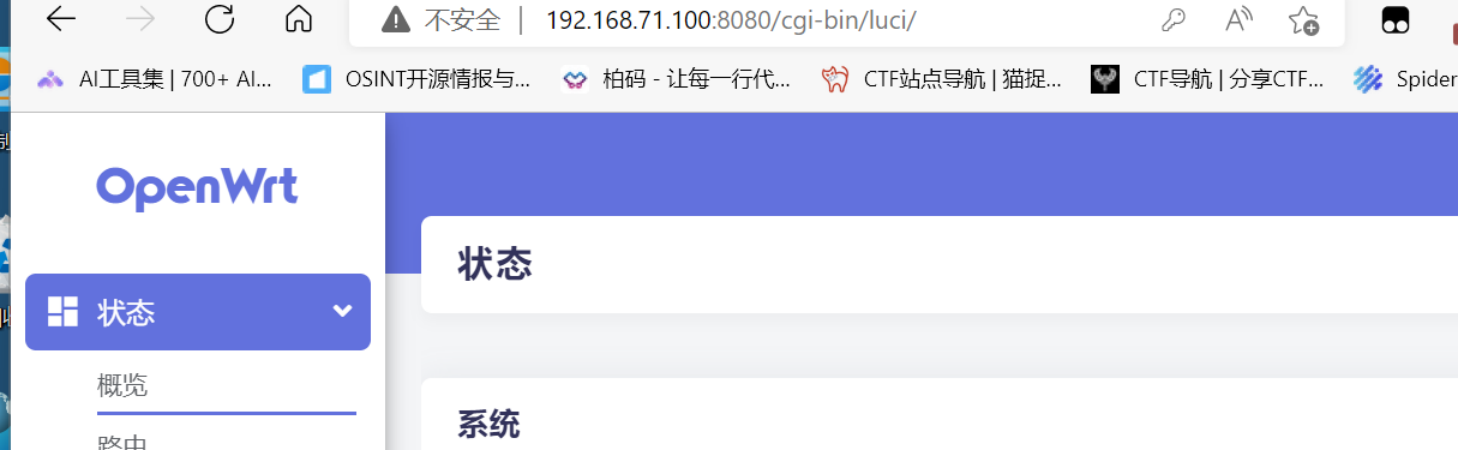 不安全 | 192.168.71.100:8080/cgi-bin/luci/
AI工具集 | 700+ AI... OSINT开源情报与... 柏码 - 让每一行代... CTF站点导航 | 猫捉... CTF导航 | 分享CTF... Spider
OpenWrt
状态
状态
概览
系统
路由